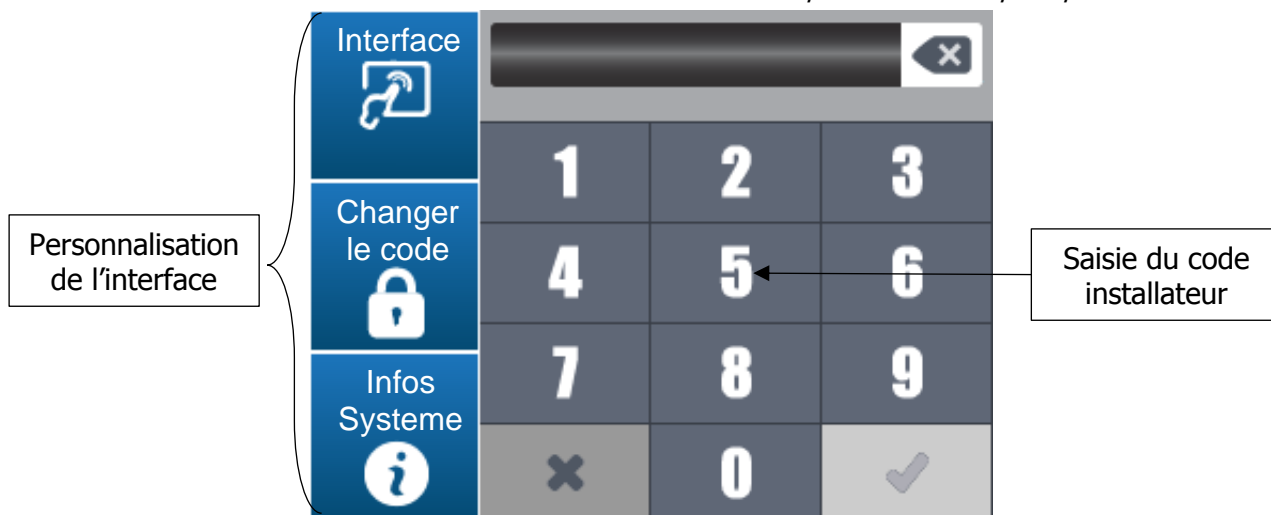 Interface
Changer
le code
Infos
Systeme
1 2 3
4 5 6
7 8 9
0
Personnalisation
de l’interface
Saisie du code
installateur